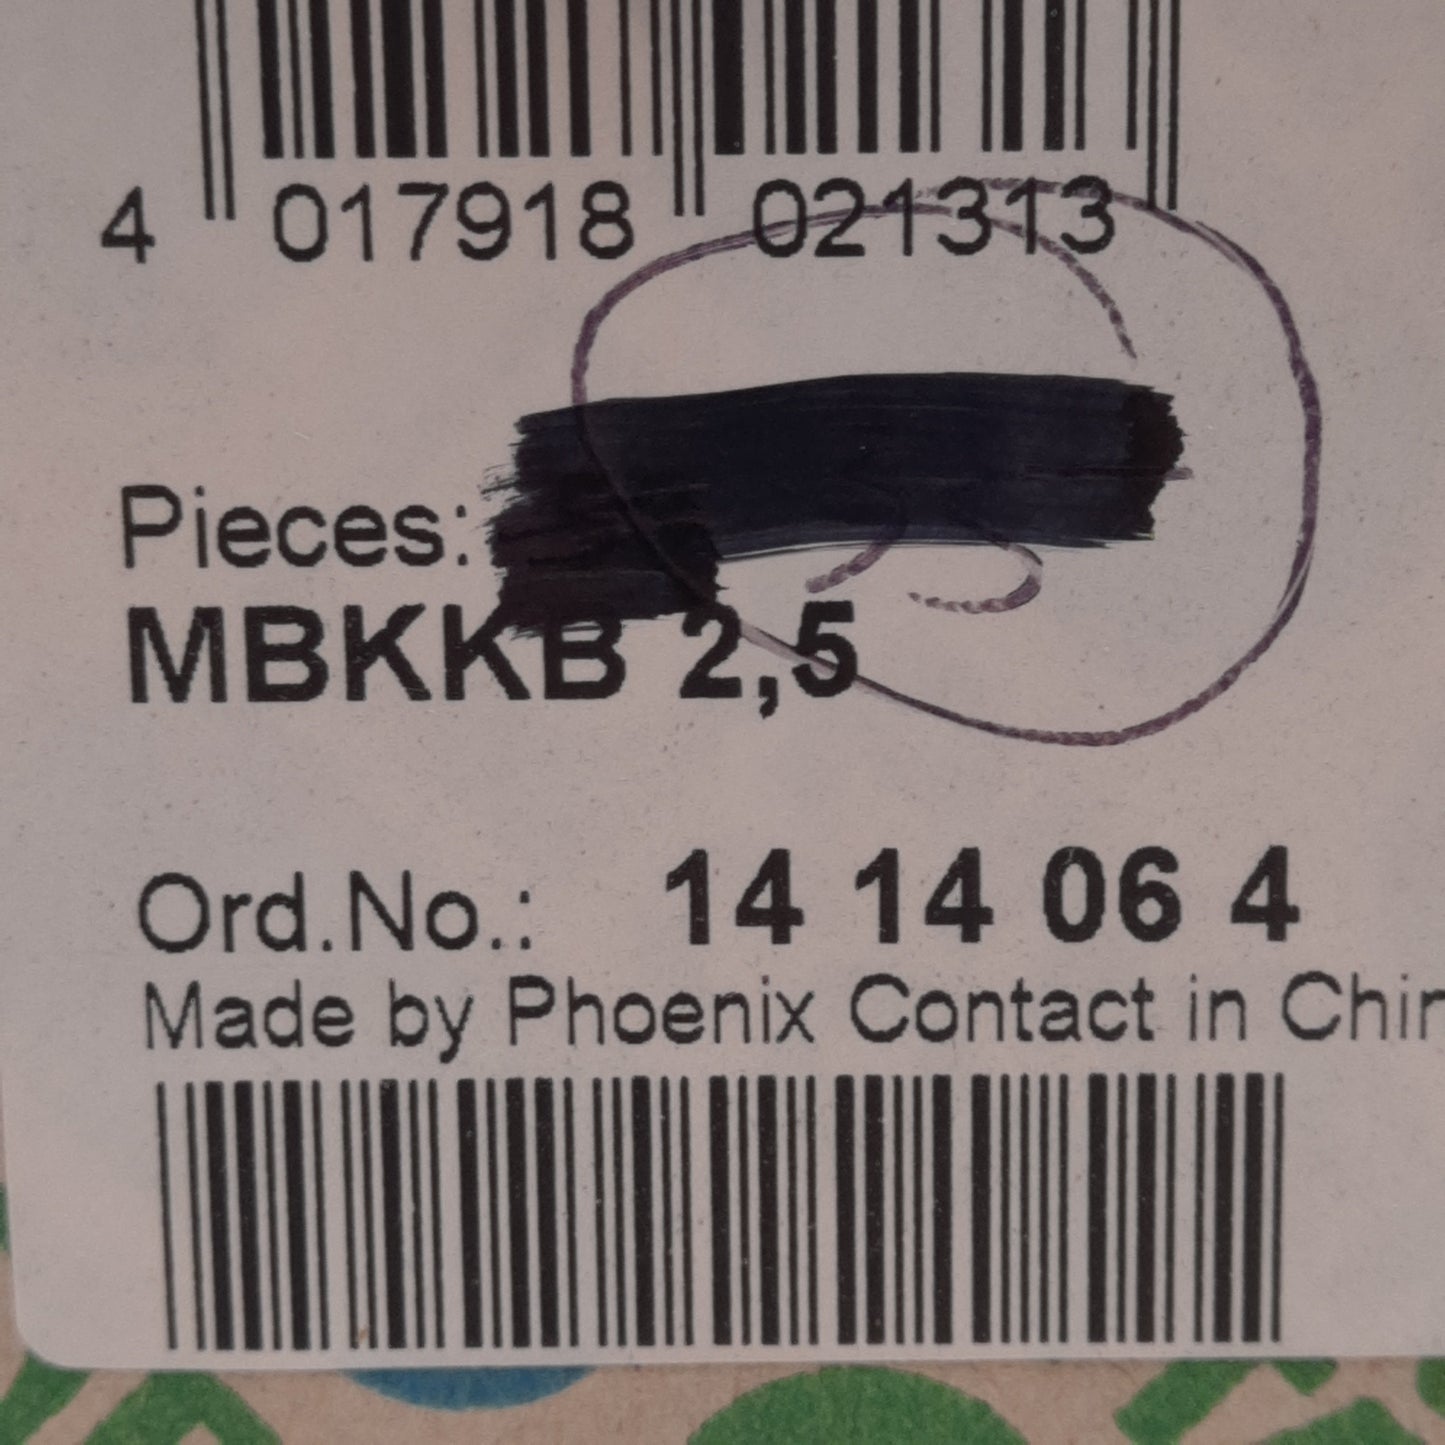 4 017918 021313
Pieces:
MBKKB 2,5
Ord.No.: 14 14 06 4
Made by Phoenix Contact in Chin